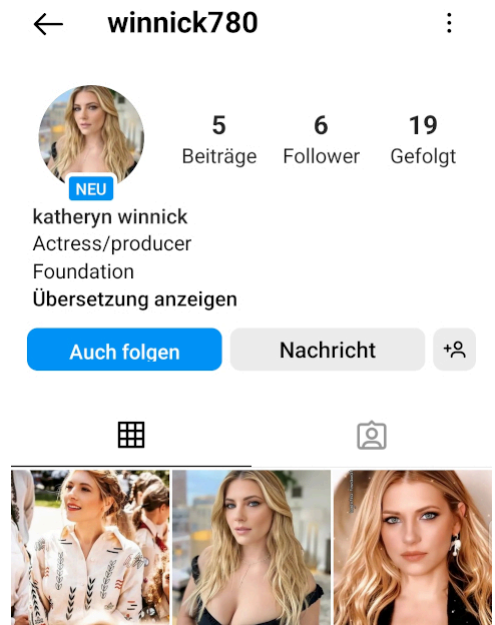 winnick780
5 6 19
Beiträge Follower Gefolgt
NEU
katheryn winnick
Actress/producer
Foundation
Übersetzung anzeigen
Auch folgen Nachricht